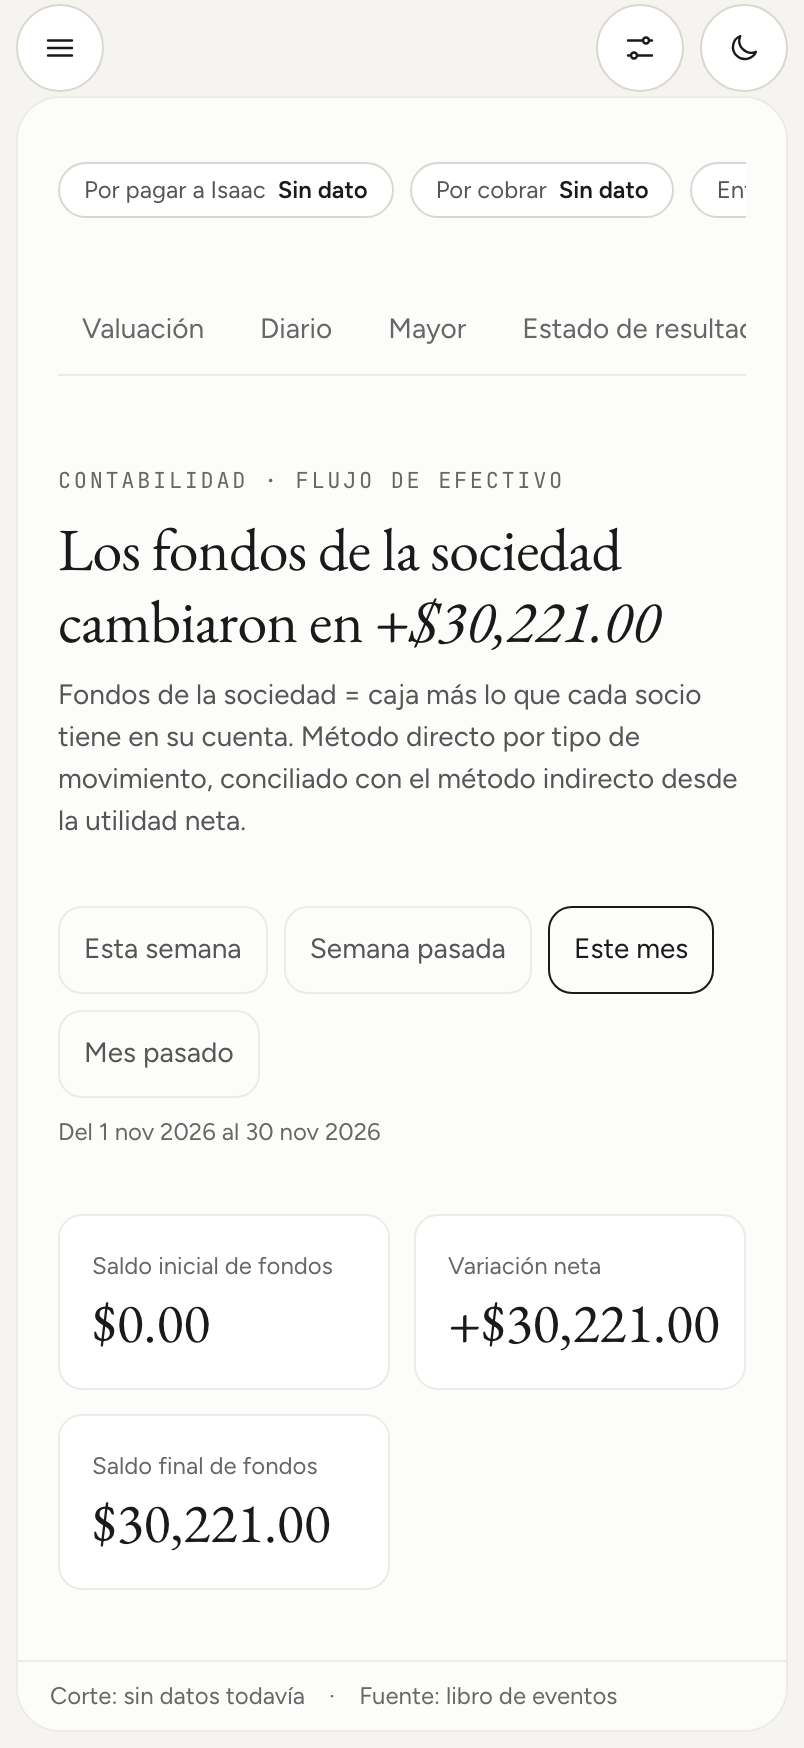 Por pagar a Isaac Sin dato Por cobrar Sin dato
Valuación Diario Mayor Estado de
CONTABILIDAD · FLUJO DE EFECTIVO
Los fondos de la sociedad
cambiaron en +$30,221.00
Fondos de la sociedad = caja más lo que cada socio
tiene en su cuenta. Método directo por tipo de
movimiento, conciliado con el método indirecto desde
la utilidad neta.
Esta semana Semana pasada Este mes
Mes pasado
Del 1 nov 2026 al 30 nov 2026
Saldo inicial de fondos Variación neta
$0.00 +$30,221.00
Saldo final de fondos
$30,221.00
Corte: sin datos todavía · Fuente: libro de eventos